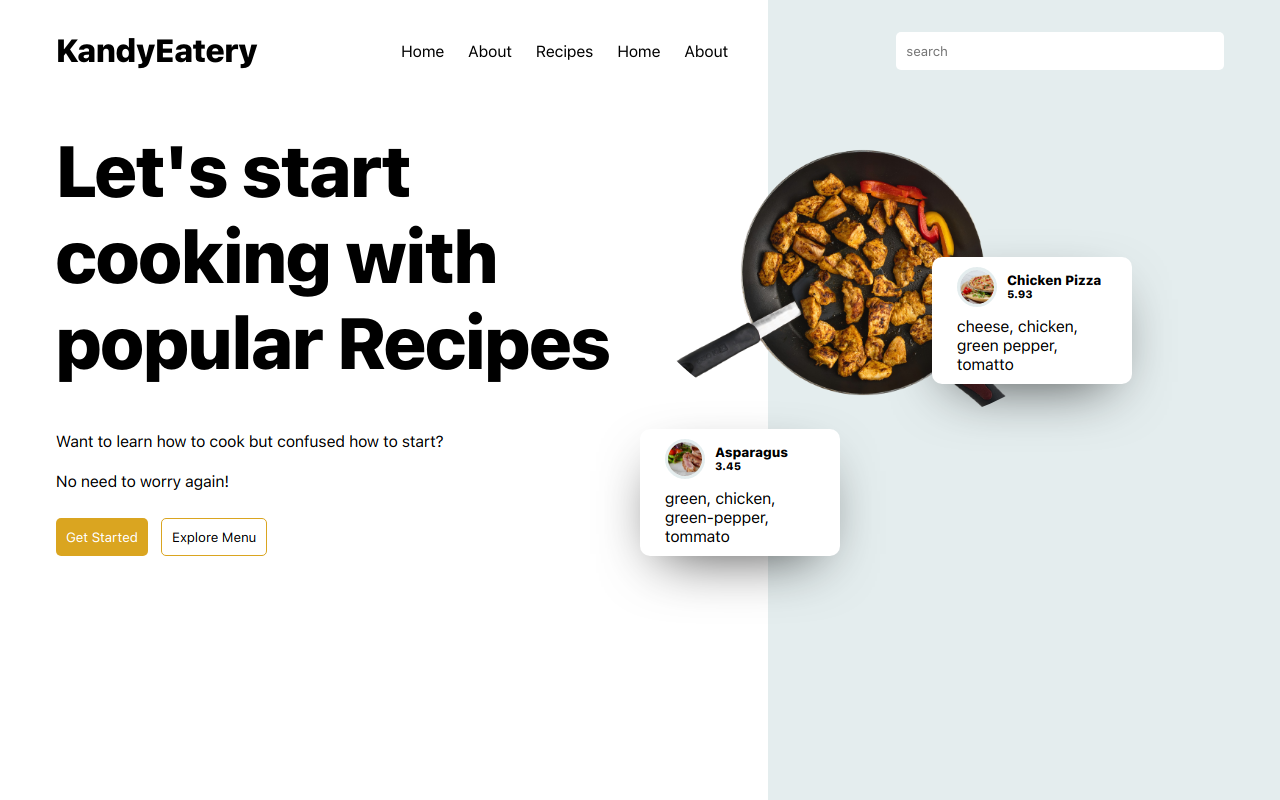 KandyEatery
Home About Recipes Home About
search
Let's start
cooking with
popular Recipes
Want to learn how to cook but confused how to start?
No need to worry again!
Get Started
Explore Menu
Chicken Pizza
5.93
cheese, chicken,
green pepper,
tomatto
Asparagus
3.45
green, chicken,
green-pepper,
tommato